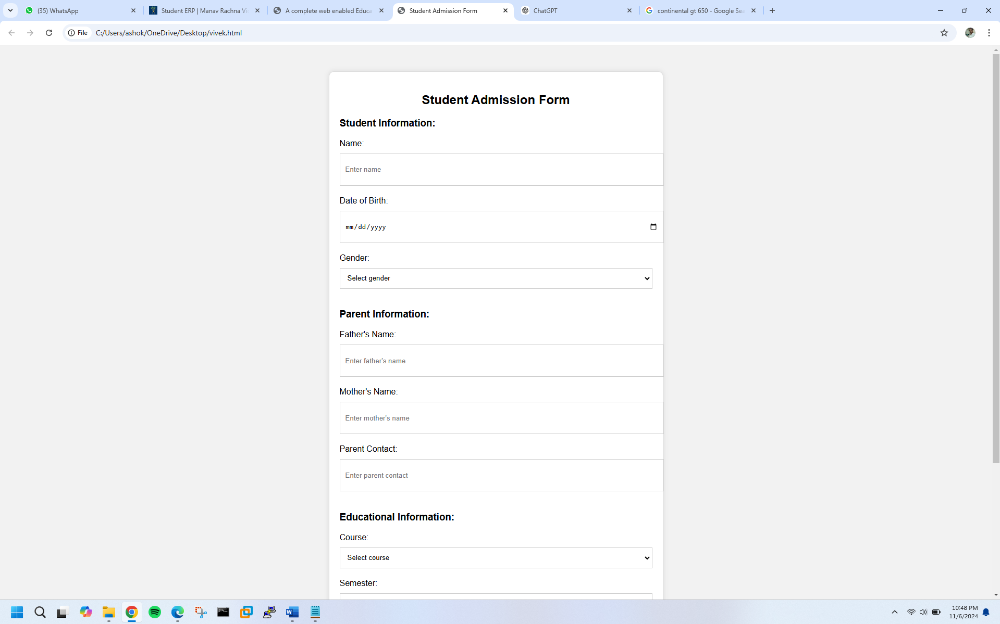 (35) WhatsApp
Student ERP | Manav Rachna Vi
A complete web enabled Educa
Student Admission Form
ChatGPT
continental gt 650 - Google Sea
File
C:/Users/ashok/OneDrive/Desktop/vivek.html
Student Admission Form
Student Information:
Name:
Enter name
Date of Birth:
mm/dd/yyyy
Gender:
Select gender
Parent Information:
Father's Name:
Enter father's name
Mother's Name:
Enter mother's name
Parent Contact:
Enter parent contact
Educational Information:
Course:
Select course
Semester:
10:48 PM
11/6/2024